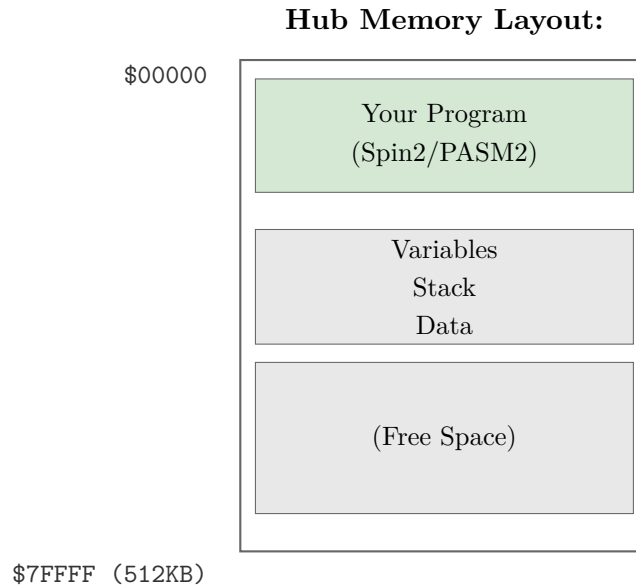 Hub Memory Layout:
$00000
Your Program
(Spin2/PASM2)
Variables
Stack
Data
(Free Space)
$7FFFF (512KB)